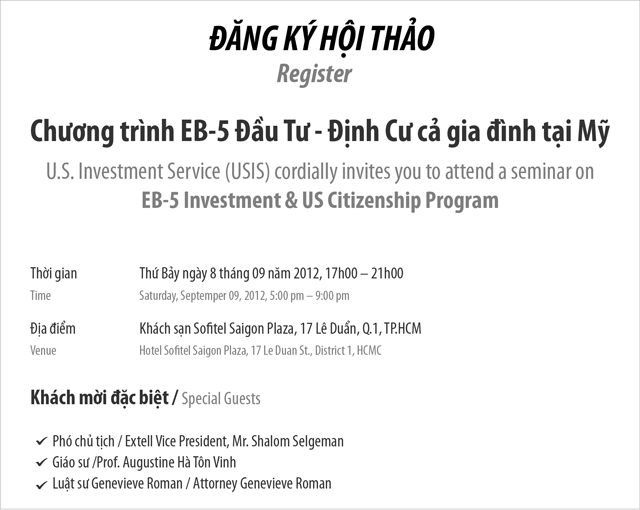 ĐĂNG KÝ HỘI THẢO
Register
Chương trình EB-5 Đầu Tư - Định Cư cả gia đình tại Mỹ
U.S. Investment Service (USIS) cordially invites you to attend a seminar on
EB-5 Investment & US Citizenship Program
Thời gian Thứ Bảy ngày 8 tháng 09 năm 2012, 17h00 – 21h00
Time Saturday, Septemper 09, 2012, 5:00 pm – 9:00 pm
Địa điểm Khách sạn Sofitel Saigon Plaza, 17 Lê Duẩn, Q.1, TP.HCM
Venue Hotel Sofitel Saigon Plaza, 17 Le Duan St., District 1, HCMC
Khách mời đặc biệt / Special Guests
✓ Phó chủ tịch / Extell Vice President, Mr. Shalom Selgeman
✓ Giáo sư /Prof. Augustine Hà Tôn Vinh
✓ Luật sư Genevieve Roman / Attorney Genevieve Roman